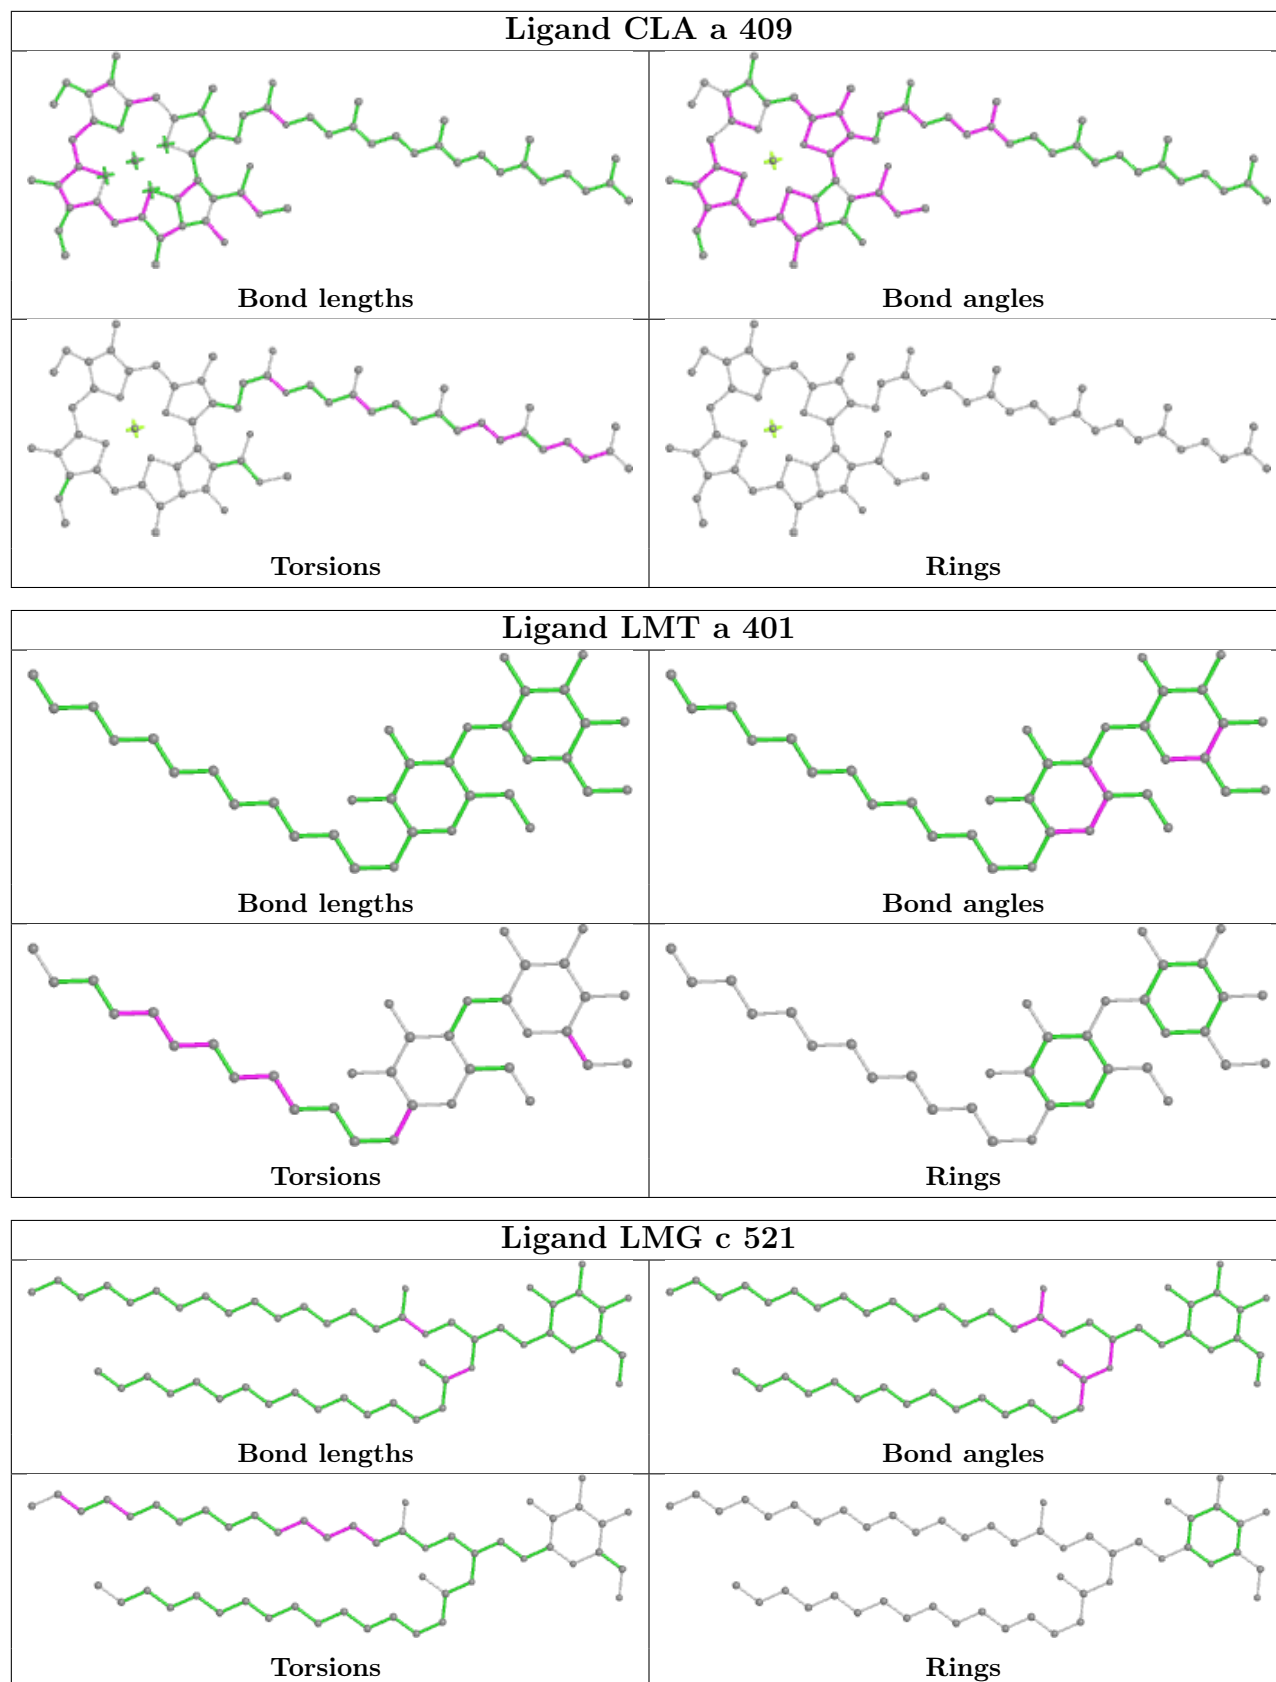 Ligand CLA a 409
Bond lengths
Bond angles
Torsions
Rings
Ligand LMT a 401
Bond lengths
Bond angles
Torsions
Rings
Ligand LMG c 521
Bond lengths
Bond angles
Torsions
Rings